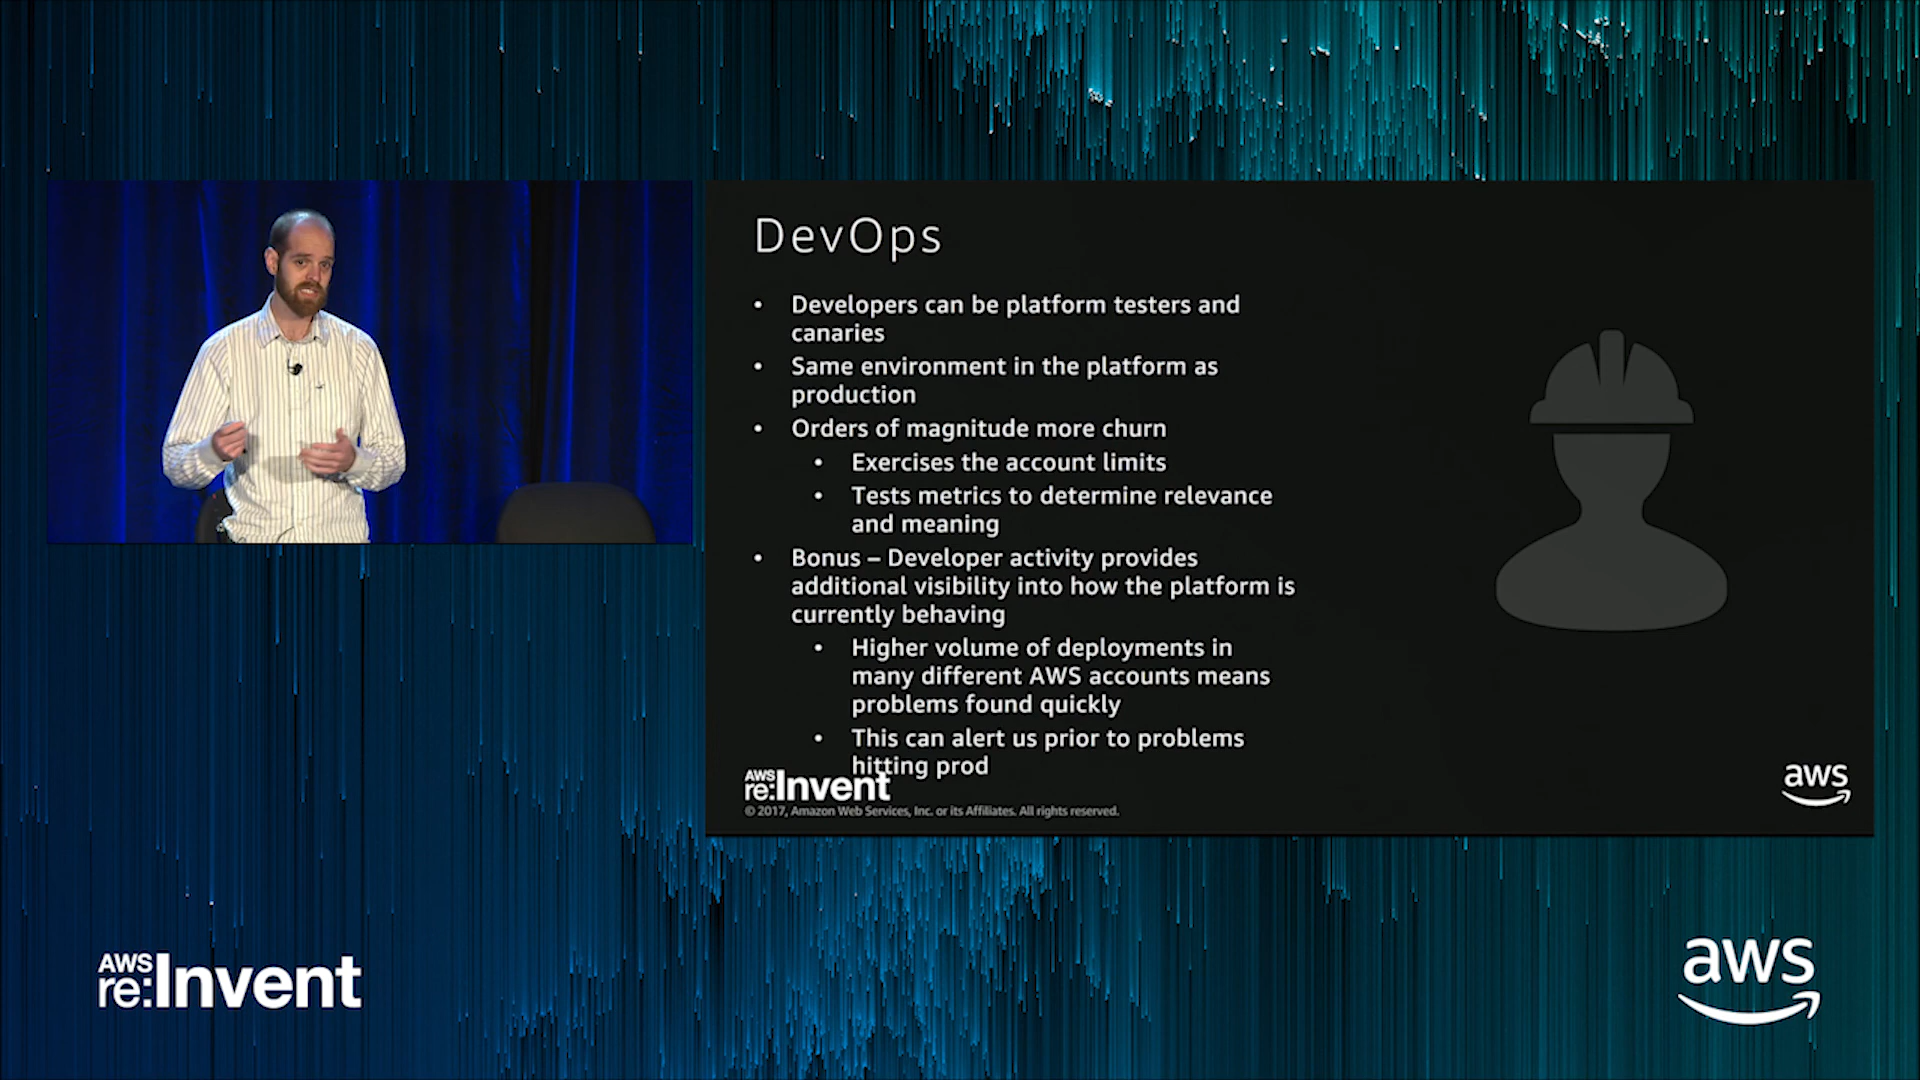 DevOps
• Developers can be platform testers and
canaries
• Same environment in the platform as
production
• Orders of magnitude more churn
• Exercises the account limits
• Tests metrics to determine relevance
and meaning
• Bonus – Developer activity provides
additional visibility into how the platform is
currently behaving
• Higher volume of deployments in
many different AWS accounts means
problems found quickly
• This can alert us prior to problems
hitting prod
AWS
re:Invent
aws
© 2017, Amazon Web Services, Inc. or its Affiliates. All rights reserved.
AWS
re:Invent
aws